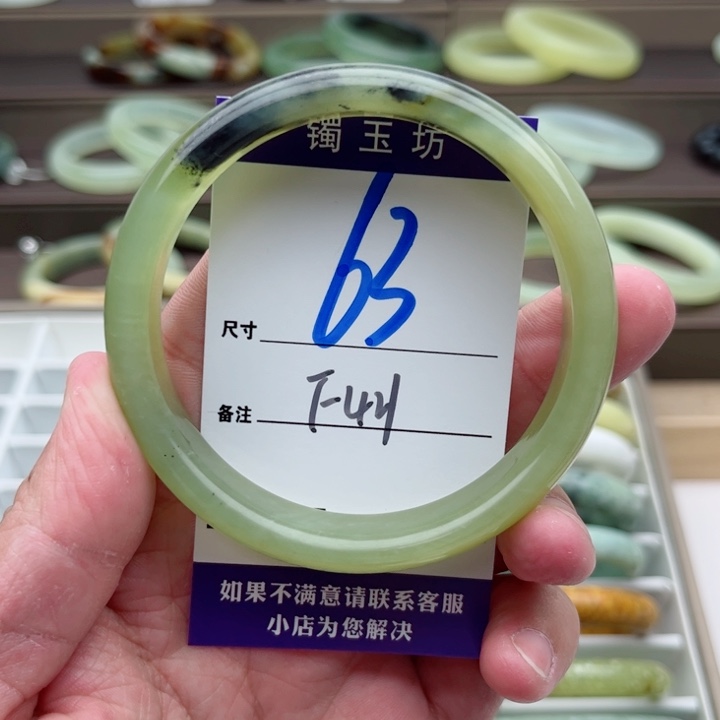 镯玉坊
尺寸 63
备注 T-44
如果不满意请联系客服
小店为您解决